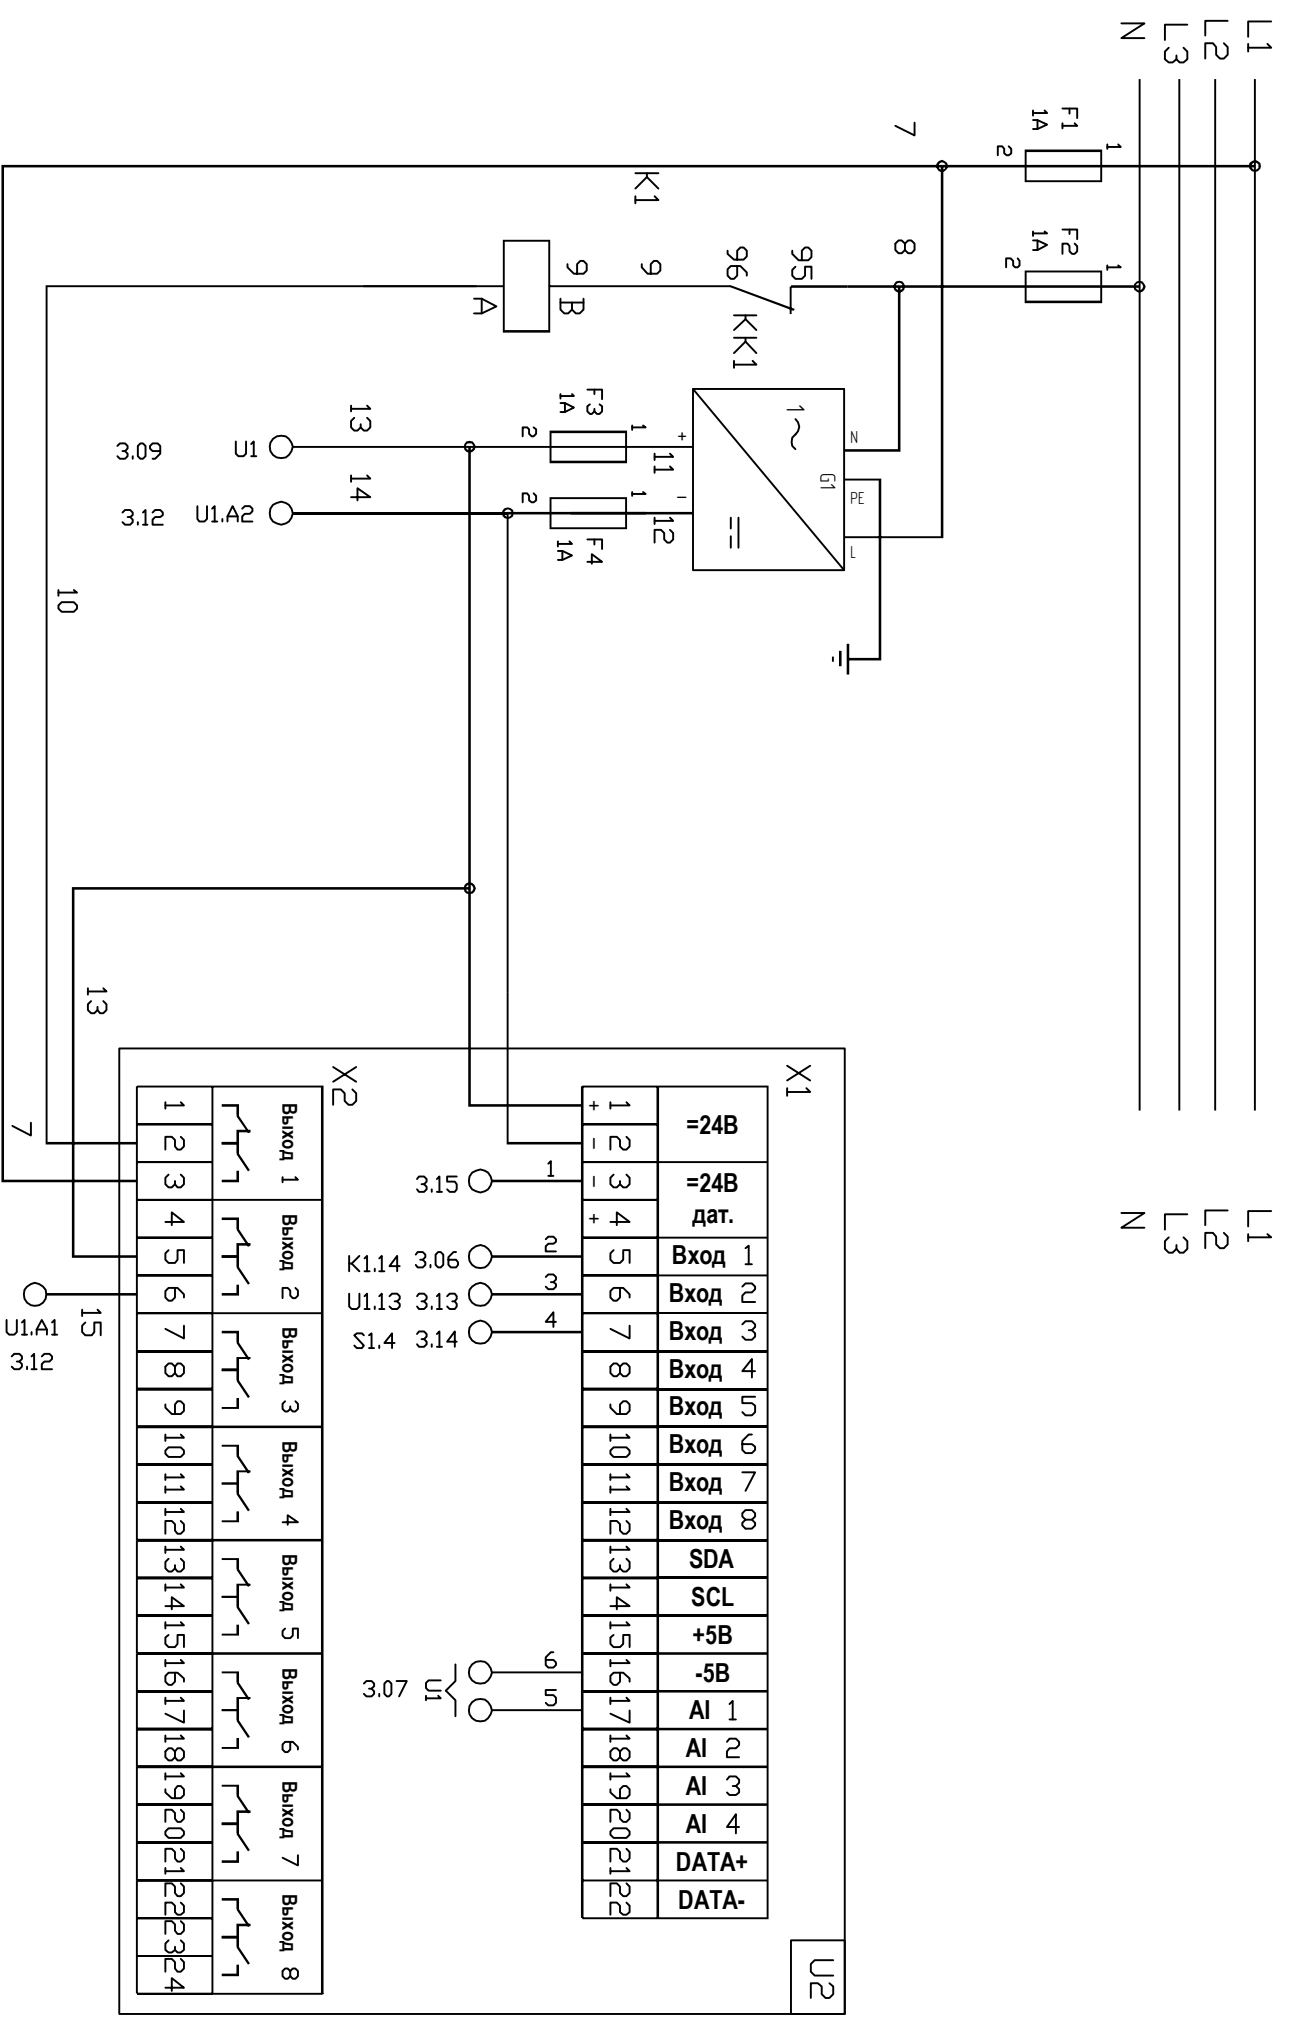 L1
L2
L3
N
F1
1A
1
2
F2
1A
1
2
7
8
K1
9
9
96
95
A
B
KK1
1~
N
G1
PE
L
+
-
=
F3
1A
1
2
11
13
U1
3.09
F4
1A
1
2
12
14
U1.A2
3.12
10
13
7
L1
L2
L3
N
X1
1 + =24В
2 -
3 - =24В
4 + дат.
5 Вход 1
6 Вход 2
7 Вход 3
8 Вход 4
9 Вход 5
10 Вход 6
11 Вход 7
12 Вход 8
13 SDA
14 SCL
15 +5В
16 -5В
17 AI 1
18 AI 2
19 AI 3
20 AI 4
21 DATA+
22 DATA-
3.15 1
K1.14 3.06 2
U1.13 3.13 3
S1.4 3.14 4
6
3.07 U1
5
X2
1
2 Выход 1
3
4
5 Выход 2
6
7
8 Выход 3
9
10
11 Выход 4
12
13
14 Выход 5
15
16
17 Выход 6
18
19
20 Выход 7
21
22
23 Выход 8
24
15
U1.A1
3.12
U2